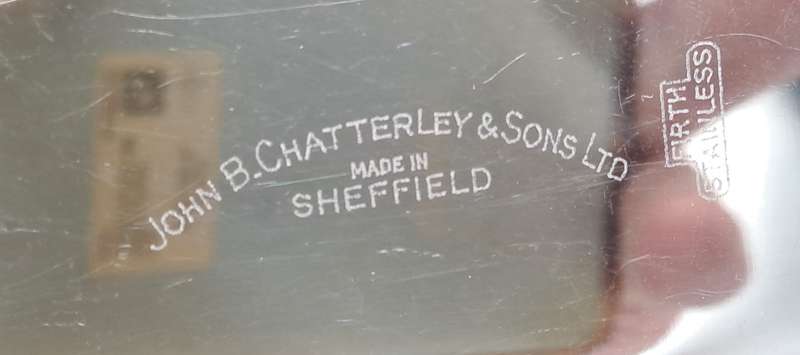 JOHN B. CHATTERLEY & SONS LTD
MADE IN
SHEFFIELD
FIRTH
STAINLESS